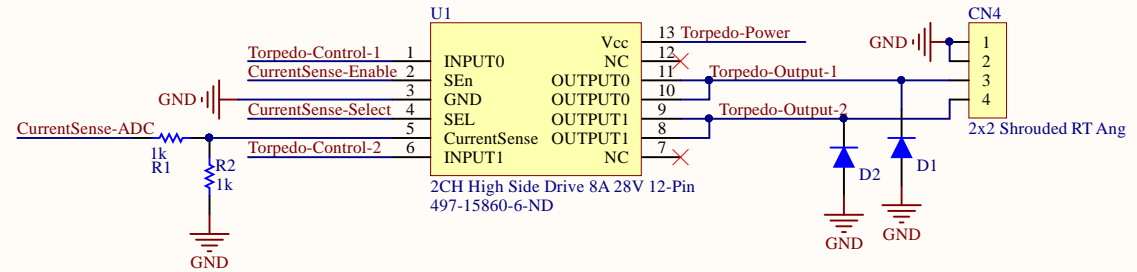 U1
CN4
Torpedo-Control-1 1 INPUT0
CurrentSense-Enable 2 SEn
GND 3 GND
CurrentSense-Select 4 SEL
CurrentSense-ADC 5 CurrentSense
Torpedo-Control-2 6 INPUT1
1k
R1
R2
1k
GND
Vcc 13 Torpedo-Power
NC 12
OUTPUT0 11 Torpedo-Output-1
OUTPUT0 10
OUTPUT1 9 Torpedo-Output-2
OUTPUT1 8
NC 7
2CH High Side Drive 8A 28V 12-Pin
497-15860-6-ND
GND 1
2
3
4
2x2 Shrouded RT Ang
D2
D1
GND
GND